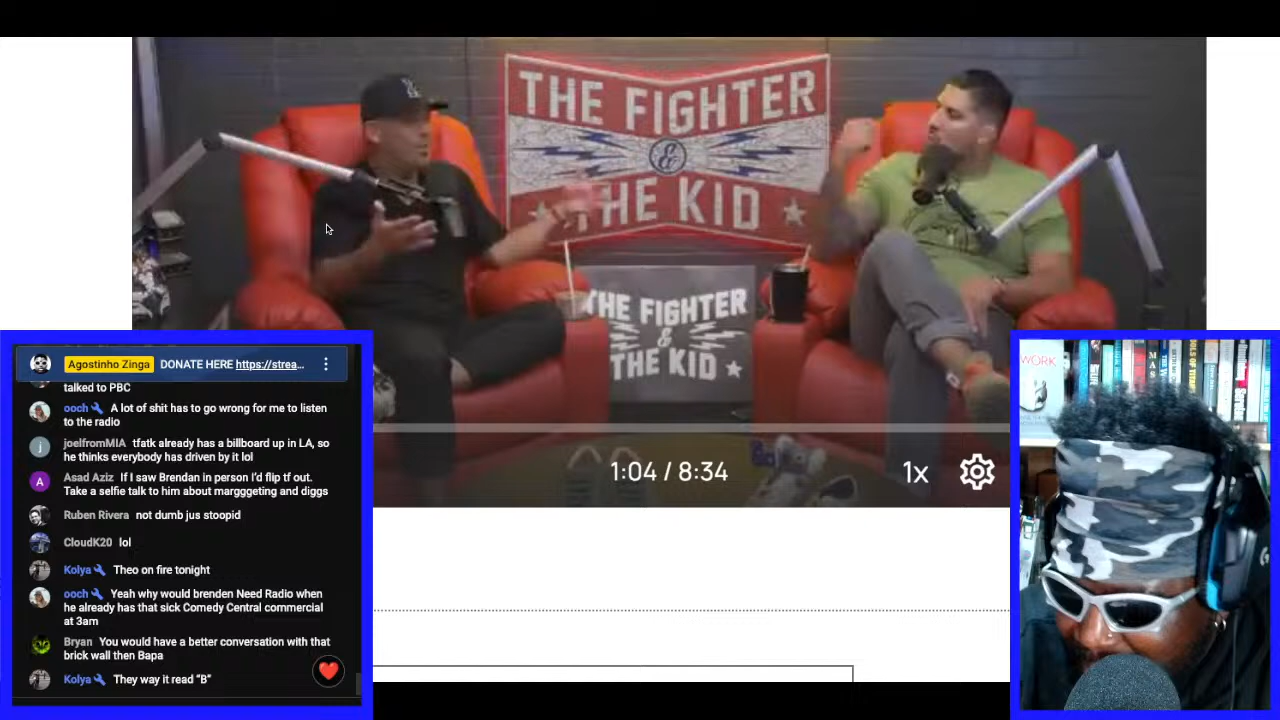 THE FIGHTER
&
THE KID
THE FIGHTER
&
THE KID
1:04 / 8:34
1x
Agostinho Zinga DONATE HERE https://strea...
talked to PBC
ooch A lot of shit has to go wrong for me to listen
to the radio
joelfromMIA tfatk already has a billboard up in LA, so
he thinks everybody has driven by it lol
Asad Aziz If I saw Brendan in person I'd flip tf out.
Take a selfie talk to him about margggeting and diggs
Ruben Rivera not dumb jus stoopid
CloudK20 lol
Kolya Theo on fire tonight
ooch Yeah why would brenden Need Radio when
he already has that sick Comedy Central commercial
at 3am
Bryan You would have a better conversation with that
brick wall then Bapa
Kolya They way it read "B"
WORK